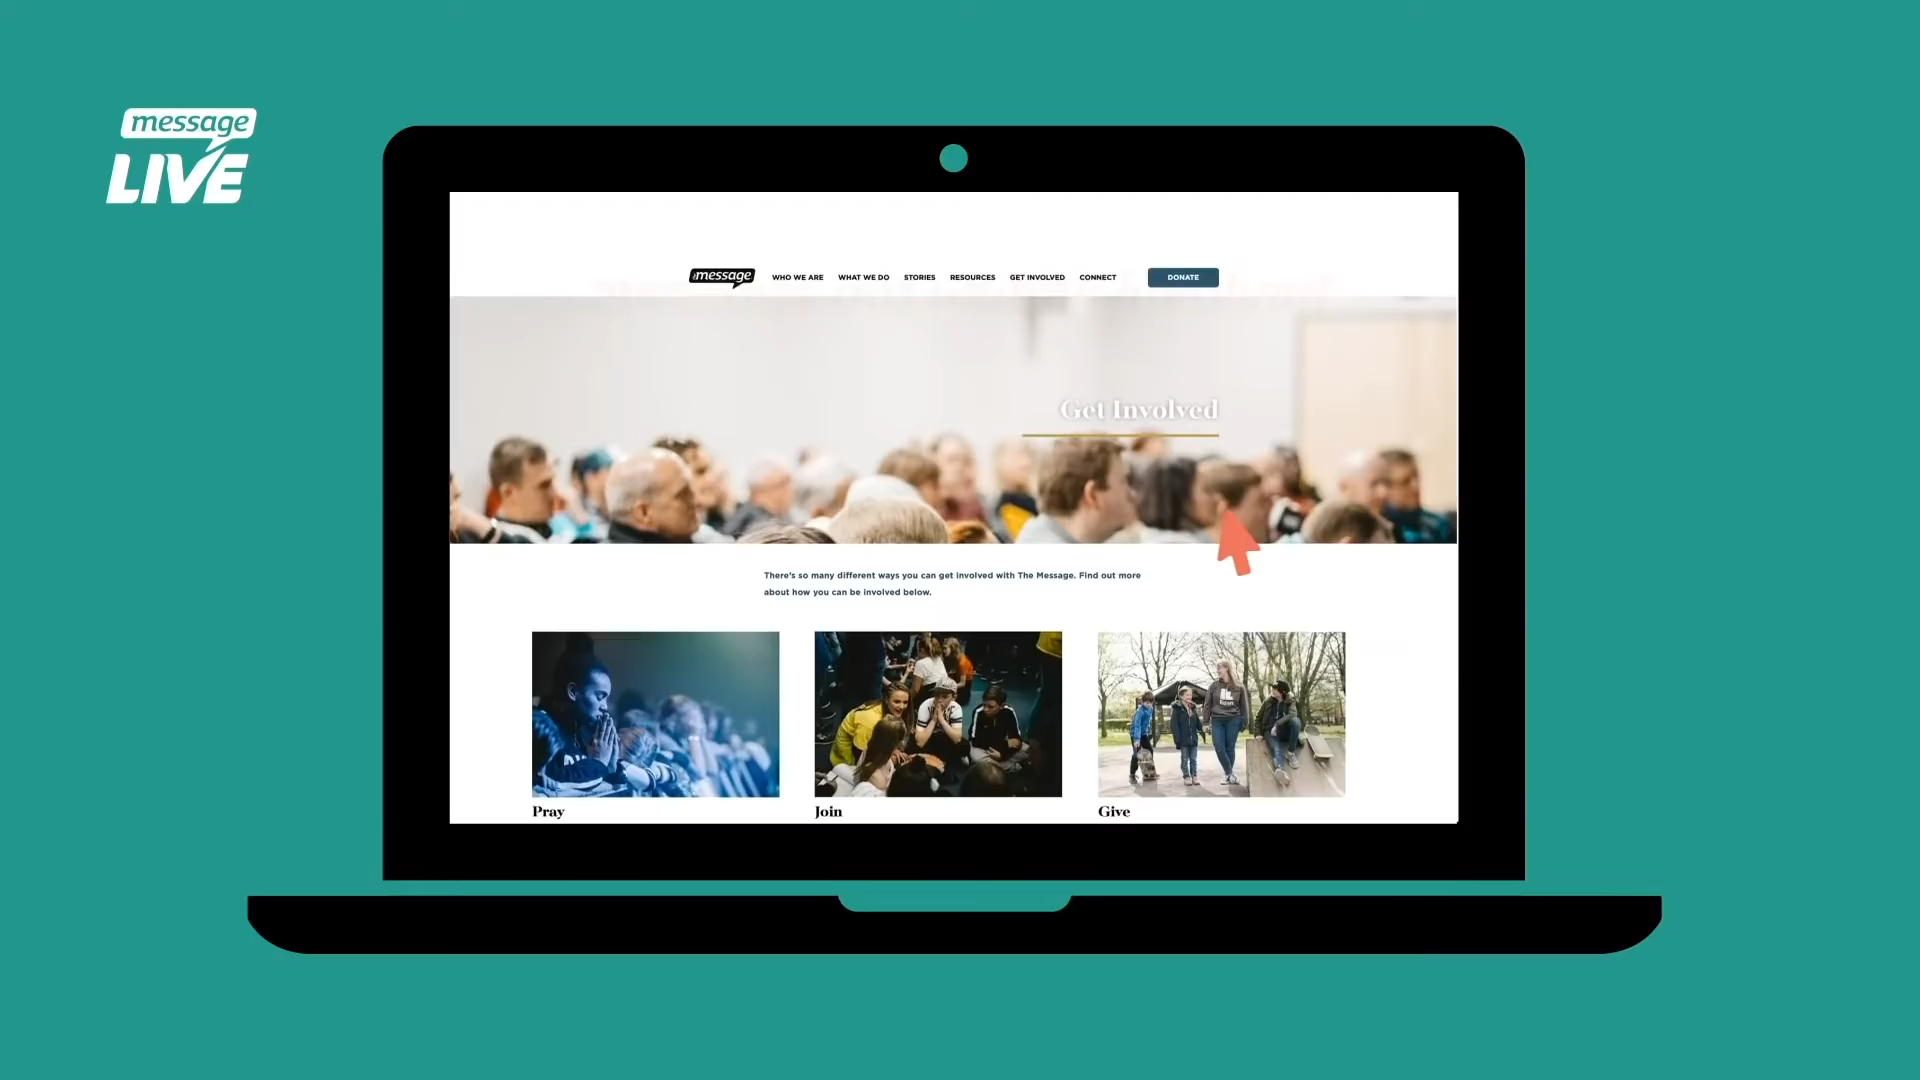 message
LIVE
the message WHO WE ARE WHAT WE DO STORIES RESOURCES GET INVOLVED CONNECT DONATE
Get Involved
There's so many different ways you can get involved with The Message. Find out more
about how you can be involved below.
Pray Join Give